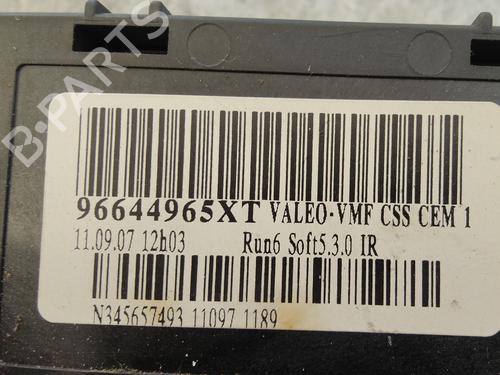 B-PARTS
96644965XT VALEO-VMF CSS CEM 1
11.09.07 12h03 Run6 Soft5.3.0 IR
N345657493 11097 1189